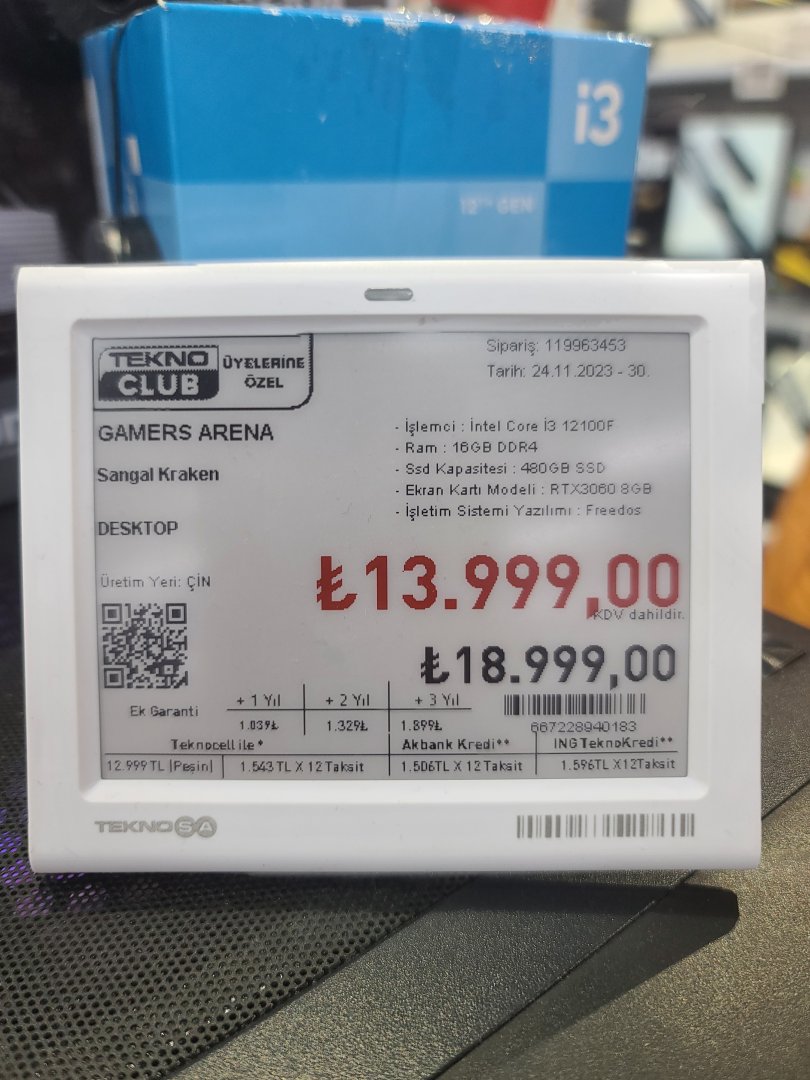 i3
12TH GEN
TEKNO
CLUB
ÜYELERİNE
ÖZEL
Sipariş: 119963453
Tarih: 24.11.2023 - 30.
GAMERS ARENA
Sangal Kraken
DESKTOP
Üretim Yeri: ÇİN
- İşlemci : İntel Core İ3 12100F
- Ram : 16GB DDR4
- Ssd Kapasitesi : 480GB SSD
- Ekran Kartı Modeli : RTX3060 8GB
- İşletim Sistemi Yazılımı : Freedos
₺13.999,00
KDV dahildir.
₺18.999,00
667228940183
Ek Garanti
+ 1 Yıl + 2 Yıl + 3 Yıl
1.039₺ 1.329₺ 1.899₺
Teknocell ile * Akbank Kredi** ING TeknoKredi**
12.999 TL (Peşin) 1.543 TL X 12 Taksit 1.506TL X 12 Taksit 1.596TL X12Taksit
TEKNOSA